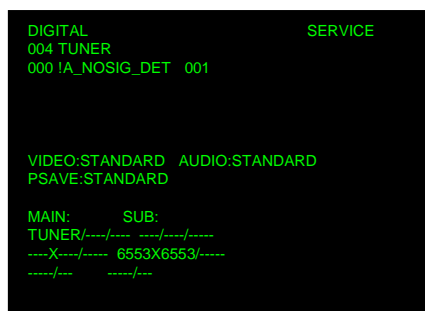 DIGITAL SERVICE
004 TUNER
000 !A_NOSIG_DET 001
VIDEO:STANDARD AUDIO:STANDARD
PSAVE:STANDARD
MAIN: SUB:
TUNER/----/---- ----/----/-----
----X----/----- 6553X6553/-----
-----/--- -----/---